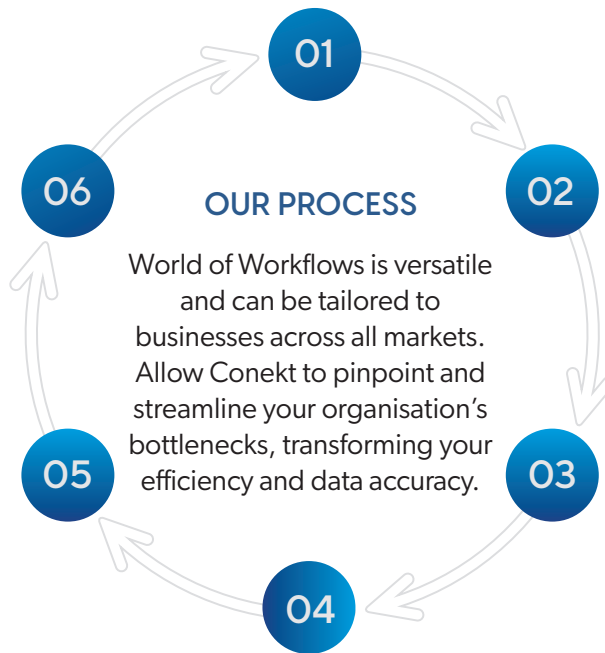 01
06
02
OUR PROCESS
World of Workflows is versatile
and can be tailored to
businesses across all markets.
Allow Conekt to pinpoint and
streamline your organisation’s
bottlenecks, transforming your
efficiency and data accuracy.
05
03
04